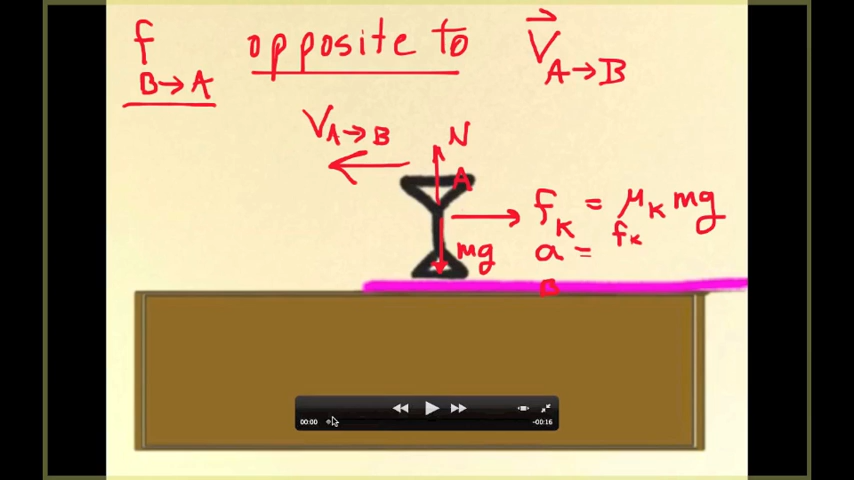 f B→A opposite to V A→B
V A→B
N
A
f K = μ K mg
mg
a = f K
B
00:00
-00:16